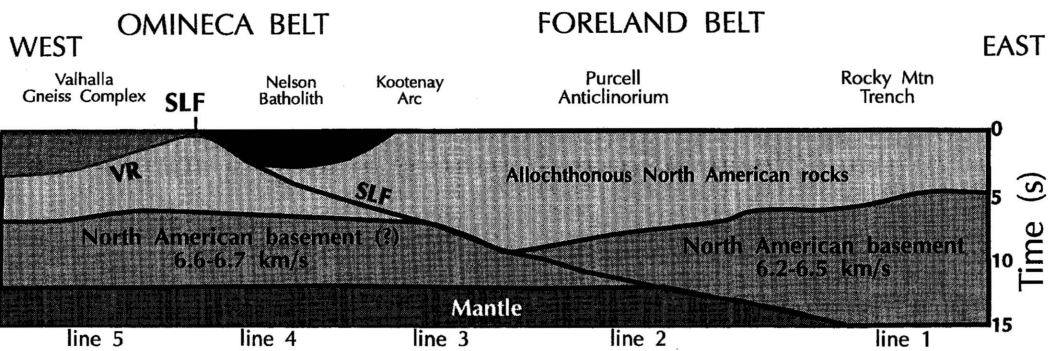 OMINECA BELT
FORELAND BELT
WEST
EAST
Valhalla
Gneiss Complex
SLF
Nelson
Batholith
Kootenay
Arc
Purcell
Anticlinorium
Rocky Mtn
Trench
0
VR
SLF
Allochthonous North American rocks
5
North American basement (?)
6.6-6.7 km/s
North American basement
6.2-6.5 km/s
10
Mantle
15
Time (s)
line 5
line 4
line 3
line 2
line 1